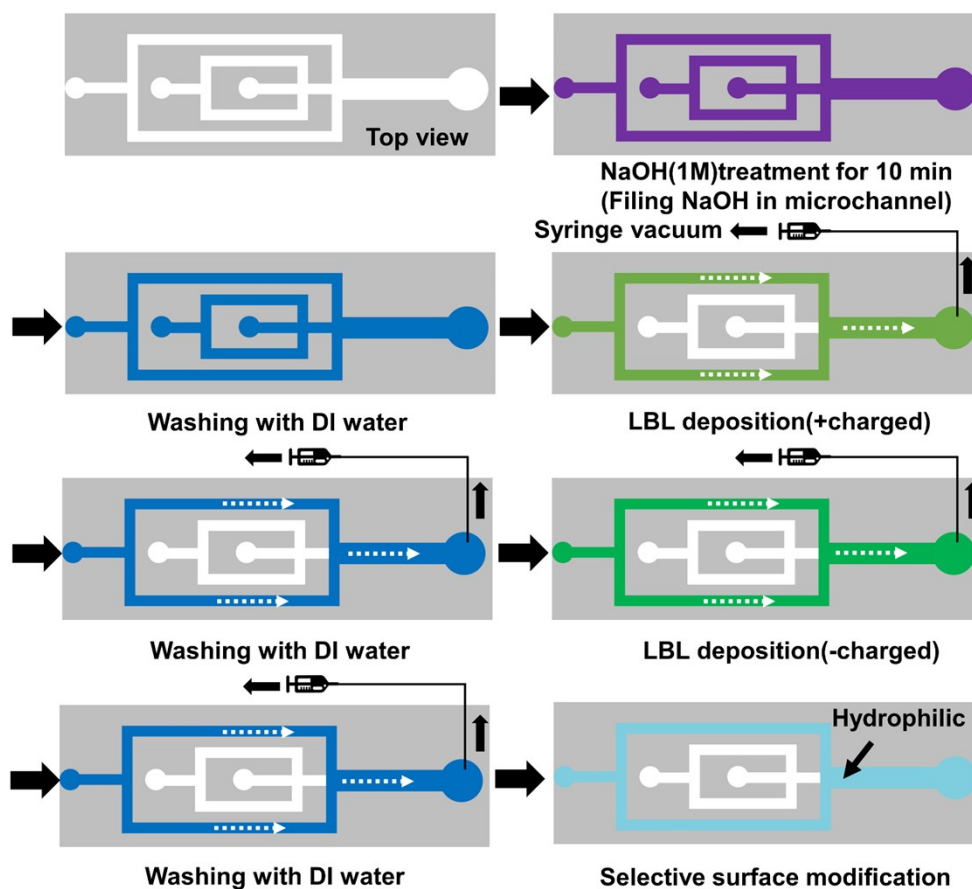 Top view
NaOH(1M)treatment for 10 min
(Filing NaOH in microchannel)
Syringe vacuum
Washing with DI water
LBL deposition(+charged)
Washing with DI water
LBL deposition(-charged)
Hydrophilic
Washing with DI water
Selective surface modification